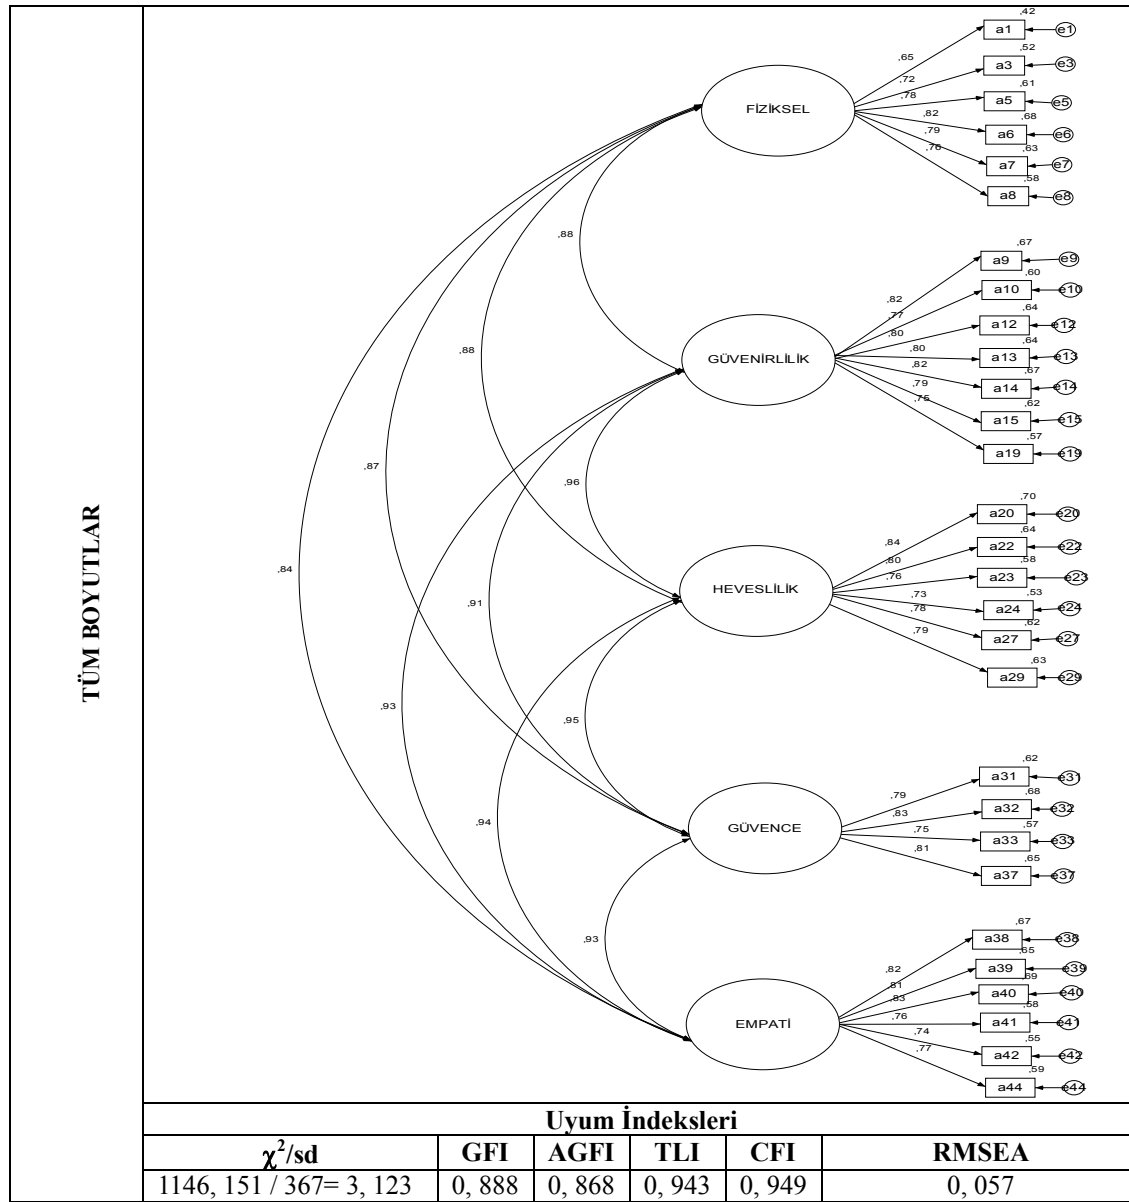 TÜM BOYUTLAR
,42
a1 e1
,65
,52
a3 e3
,72
,61
a5 e5
,78
FİZİKSEL
,68
a6 e6
,82
,63
a7 e7
,79
,58
a8 e8
,76
,88
,67
a9 e9
,82
,60
a10 e10
,77
,64
a12 e12
,80
,64
a13 e13
,80
GÜVENİRLİLİK
,67
a14 e14
,82
,62
a15 e15
,79
,57
a19 e19
,75
,88
,87
,96
,70
a20 e20
,84
,64
a22 e22
,80
,58
a23 e23
,76
HEVESLİLİK
,53
a24 e24
,73
,62
a27 e27
,78
,63
a29 e29
,79
,84
,91
,93
,95
,62
a31 e31
,79
,68
a32 e32
,83
GÜVENCE
,57
a33 e33
,75
,65
a37 e37
,81
,94
,93
,67
a38 e38
,82
,65
a39 e39
,81
,69
a40 e40
,83
EMPATİ
,58
a41 e41
,76
,55
a42 e42
,74
,59
a44 e44
,77
Uyum İndeksleri
χ²/sd GFI AGFI TLI CFI RMSEA
1146, 151 / 367= 3, 123 0, 888 0, 868 0, 943 0, 949 0, 057